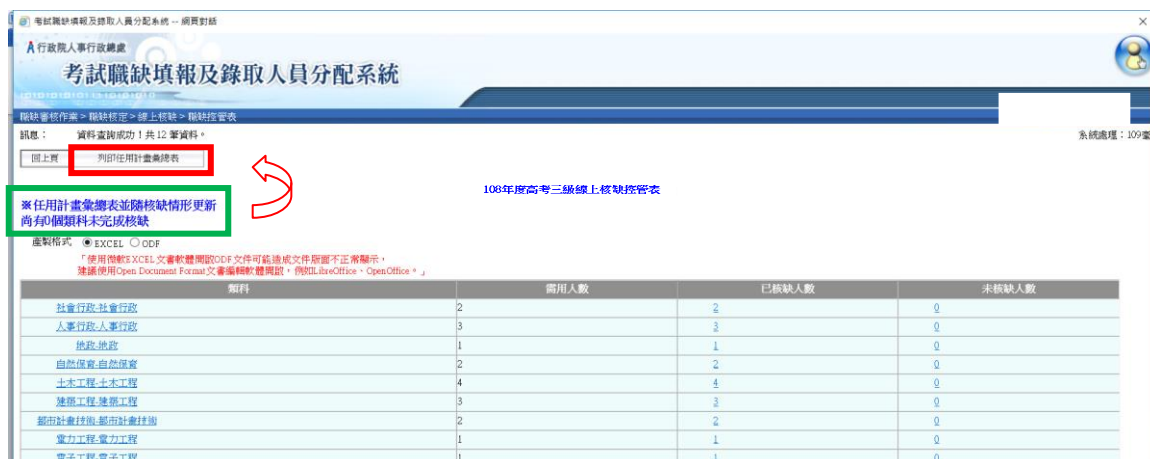 考試職缺填報及錄取人員分配系統 -- 網頁對話
行政院人事行政總處
考試職缺填報及錄取人員分配系統
職缺審核作業 > 職缺核定 > 線上核缺 > 職缺控管表
訊息： 資料查詢成功！共 12 筆資料。
系統處理：109毫
回上頁 列印任用計畫彙總表
108年度高考三級線上核缺控管表
※任用計畫彙總表並隨核缺情形更新
尚有0個類科未完成核缺
產製格式 EXCEL ODF
「使用微軟EXCEL文書軟體開啟ODF文件可能造成文件版面不正常顯示，
建議使用Open Document Format文書編輯軟體開啟，例如LibreOffice、OpenOffice。」
類科 需用人數 已核缺人數 未核缺人數
社會行政-社會行政 2 2 0
人事行政-人事行政 3 3 0
地政-地政 1 1 0
自然保育-自然保育 2 2 0
土木工程-土木工程 4 4 0
建築工程-建築工程 3 3 0
都市計畫技術-都市計畫技術 2 2 0
電力工程-電力工程 1 1 0
電子工程-電子工程 1 1 0